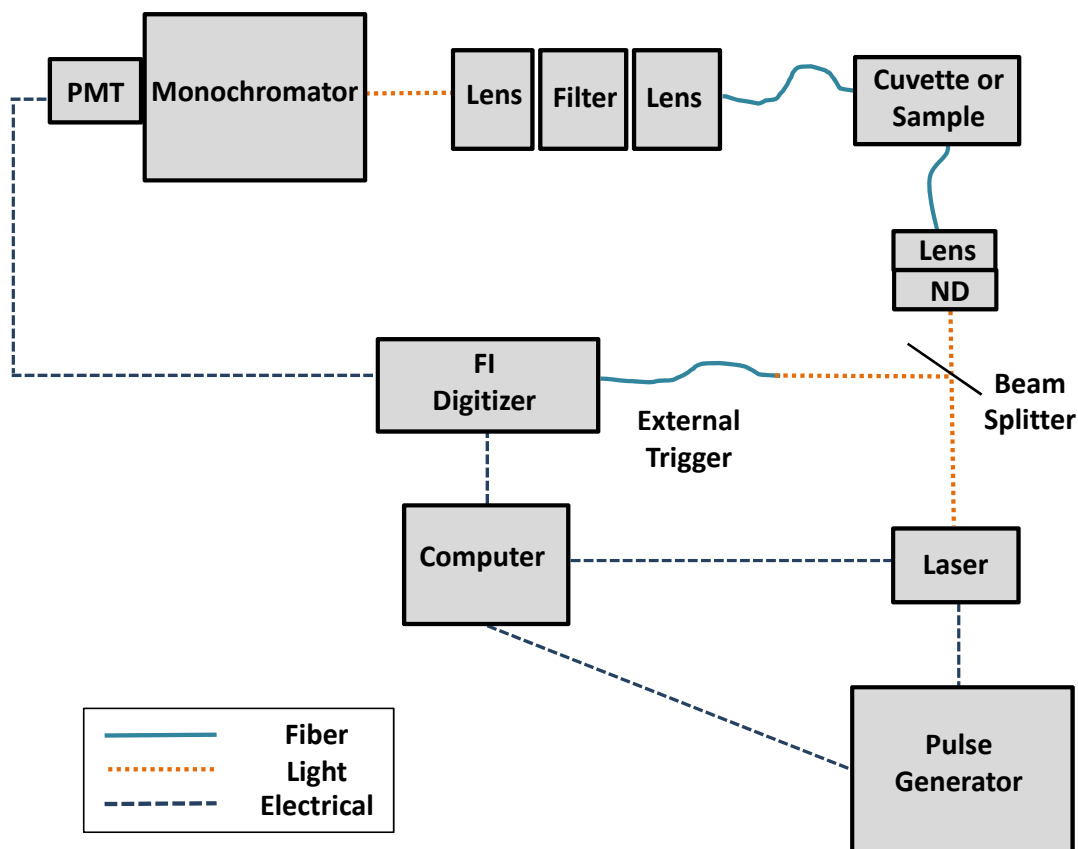 PMT
Monochromator
Lens
Filter
Lens
Cuvette or
Sample
Lens
ND
FI
Digitizer
External
Trigger
Beam
Splitter
Computer
Laser
Pulse
Generator
Fiber
Light
Electrical